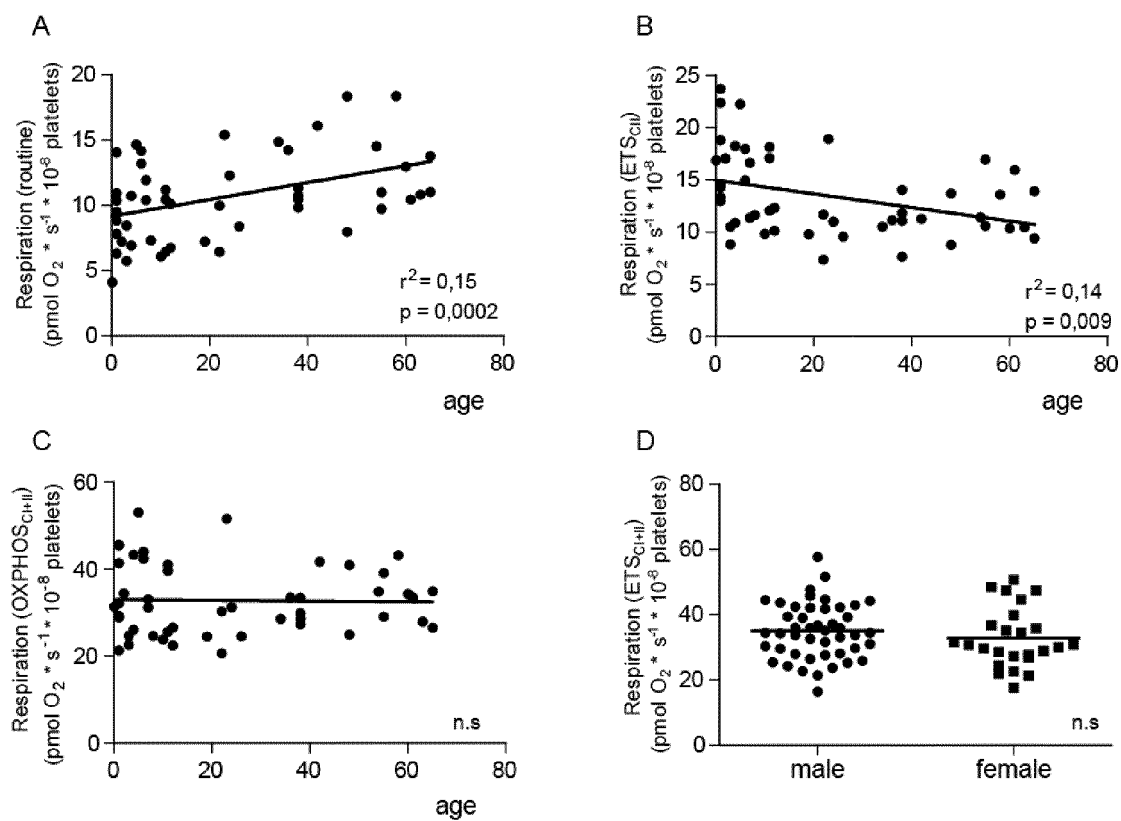 A
Respiration (routine)
(pmol O2 * s-1 * 10-8 platelets)
20
15
10
5
0
0 20 40 60 80
r2 = 0,15
p = 0,0002
age
B
Respiration (ETSCII)
(pmol O2 * s-1 * 10-8 platelets)
25
20
15
10
5
0
0 20 40 60 80
r2 = 0,14
p = 0,009
age
C
Respiration (OXPHOSCI+II)
(pmol O2 * s-1 * 10-8 platelets)
60
40
20
0
0 20 40 60 80
n.s
age
D
Respiration (ETSCI+II)
(pmol O2 * s-1 * 10-8 platelets)
80
60
40
20
0
male female
n.s